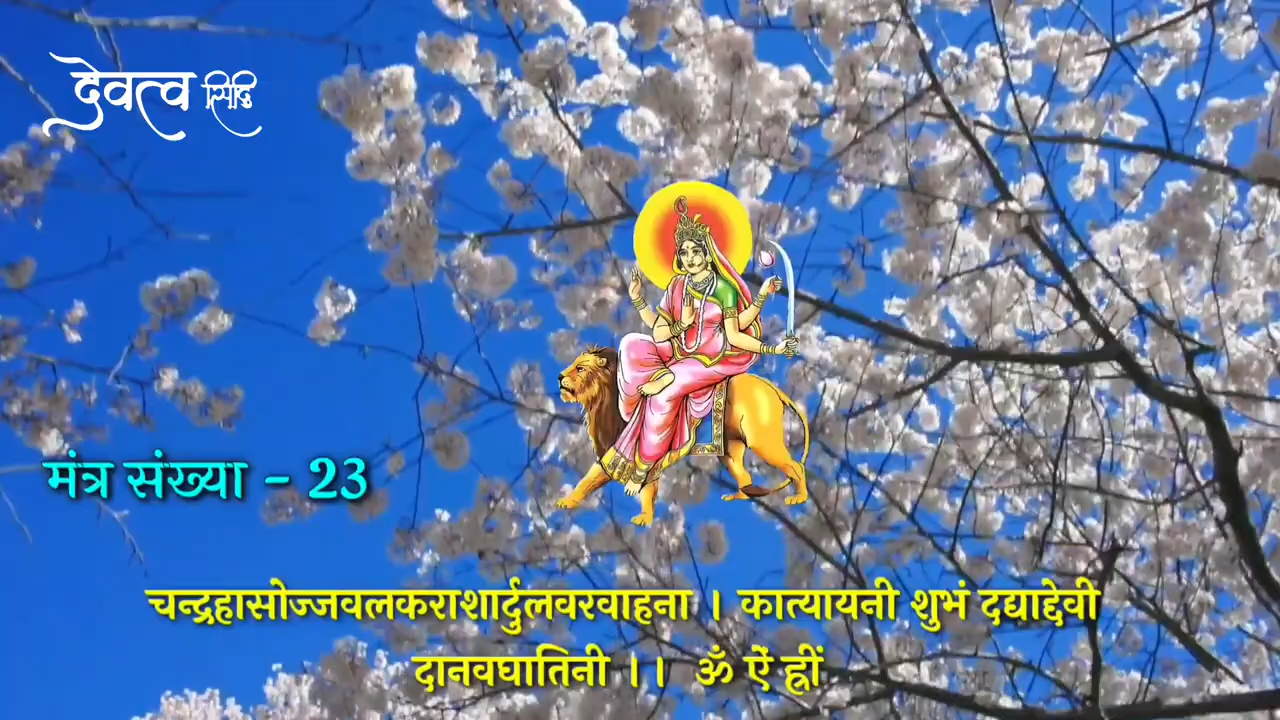 देवत्व सिद्धि
मंत्र संख्या - 23
चन्द्रहासोज्जवलकराशार्दुलवरवाहना । कात्यायनी शुभं दद्याद्देवी
दानवघातिनी ।। ॐ ऐं ह्रीं